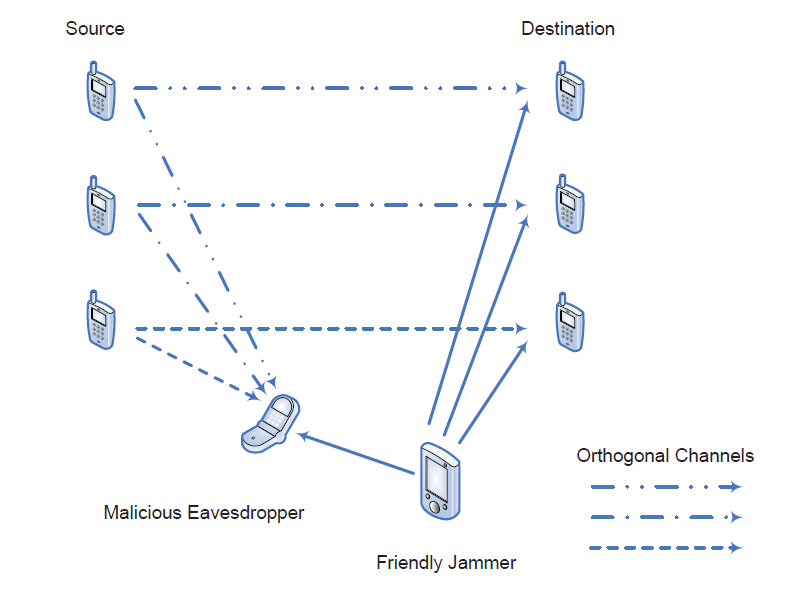 Source
Destination
Orthogonal Channels
Malicious Eavesdropper
Friendly Jammer